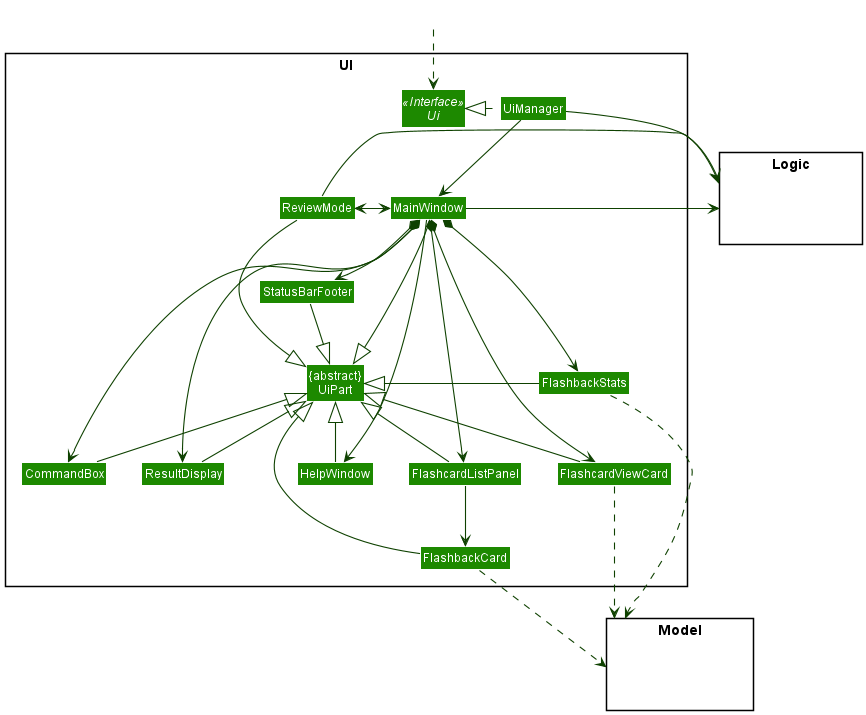 UI
«Interface»
Ui
UiManager
Logic
ReviewMode
MainWindow
StatusBarFooter
{abstract}
UiPart
FlashbackStats
CommandBox
ResultDisplay
HelpWindow
FlashcardListPanel
FlashcardViewCard
FlashbackCard
Model